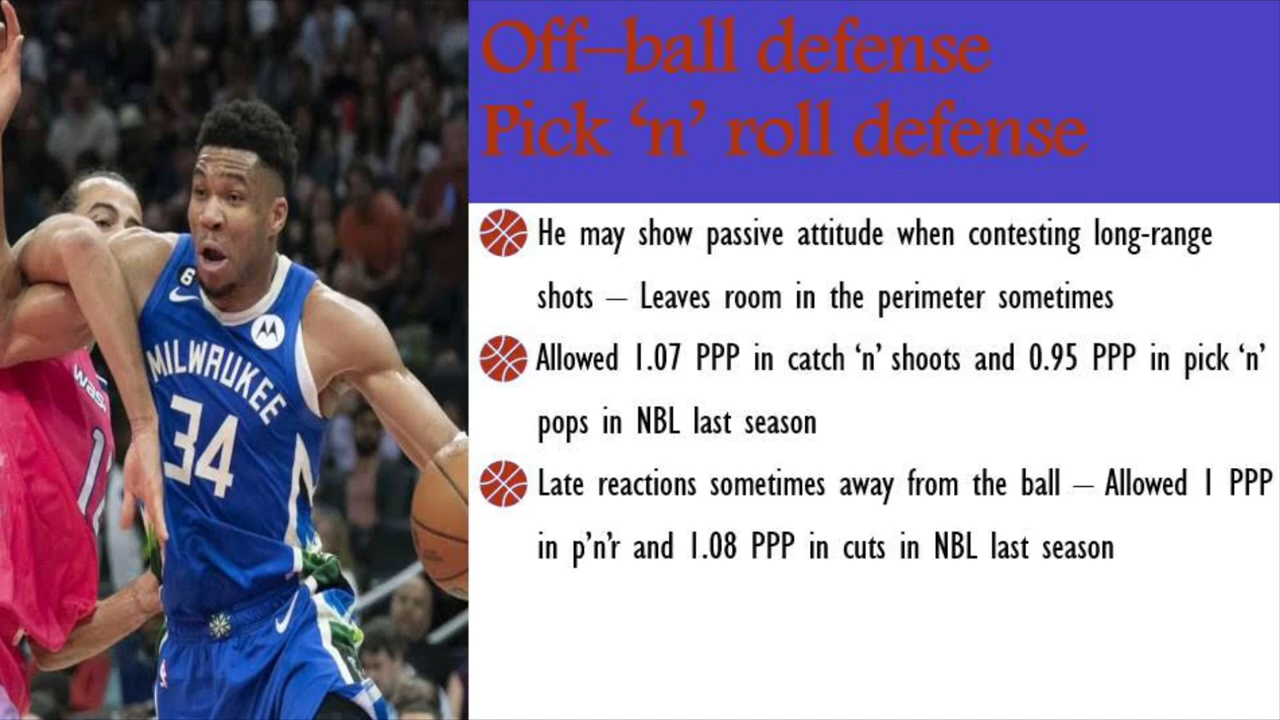 Off–ball defense
Pick ‘n’ roll defense
He may show passive attitude when contesting long-range
shots – Leaves room in the perimeter sometimes
Allowed 1.07 PPP in catch ‘n’ shoots and 0.95 PPP in pick ‘n’
pops in NBL last season
Late reactions sometimes away from the ball – Allowed 1 PPP
in p’n’r and 1.08 PPP in cuts in NBL last season
6
MILWAUKEE
34
was